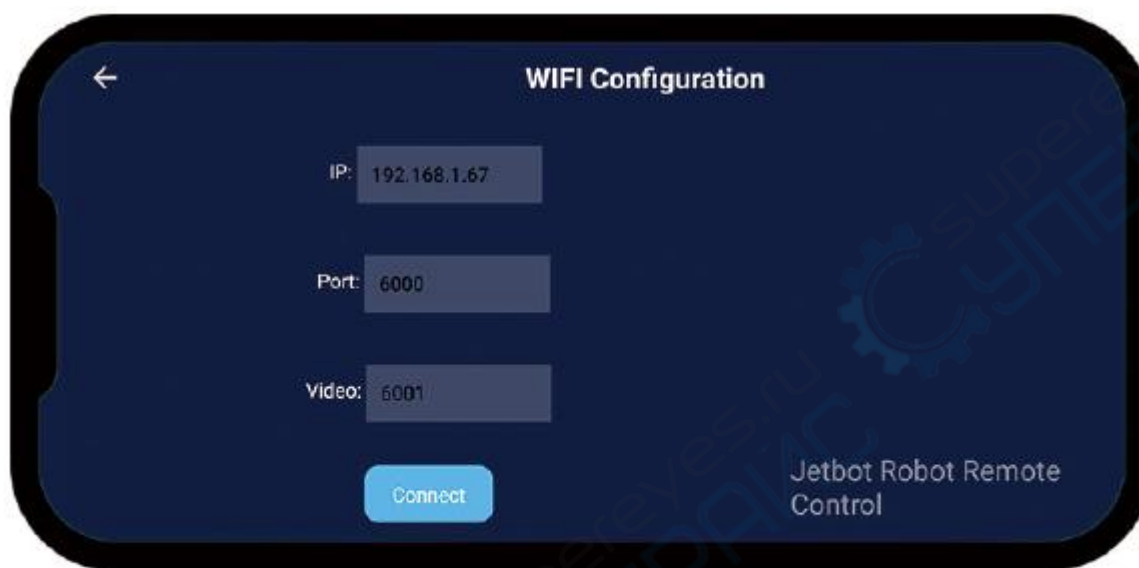 ←
WIFI Configuration
IP: 192.168.1.67
Port: 6000
Video: 6001
Connect
Jetbot Robot Remote
Control